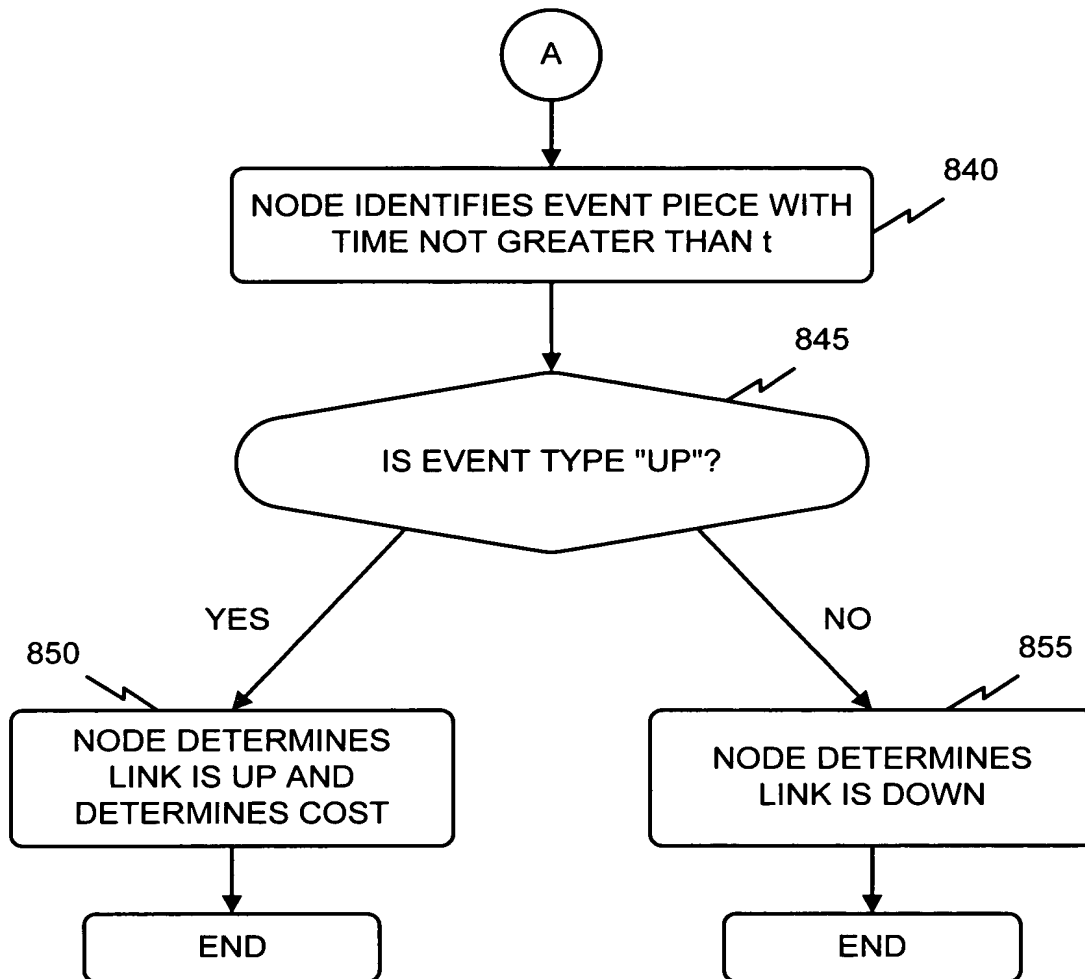 A
840
NODE IDENTIFIES EVENT PIECE WITH
TIME NOT GREATER THAN t
845
IS EVENT TYPE "UP"?
YES
NO
850
855
NODE DETERMINES
LINK IS UP AND
DETERMINES COST
NODE DETERMINES
LINK IS DOWN
END
END